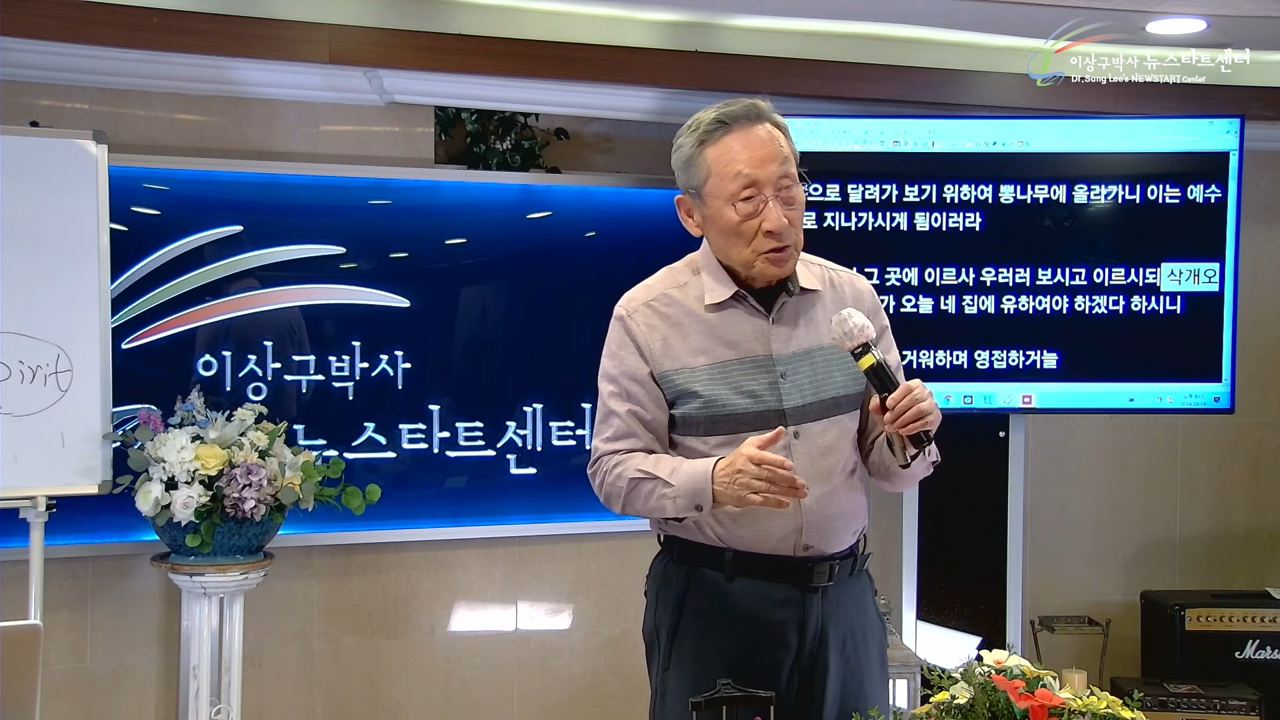 이상구박사 뉴스타트센터
Dr. Sang Lee's NEWSTART Center
으로 달려가 보기 위하여 뽕나무에 올라가니 이는 예수
로 지나가시게 됨이러라
그 곳에 이르사 우러러 보시고 이르시되 삭개오
가 오늘 네 집에 유하여야 하겠다 하시니
거워하며 영접하거늘
이상구박사
뉴스타트센터
pirit
Mars